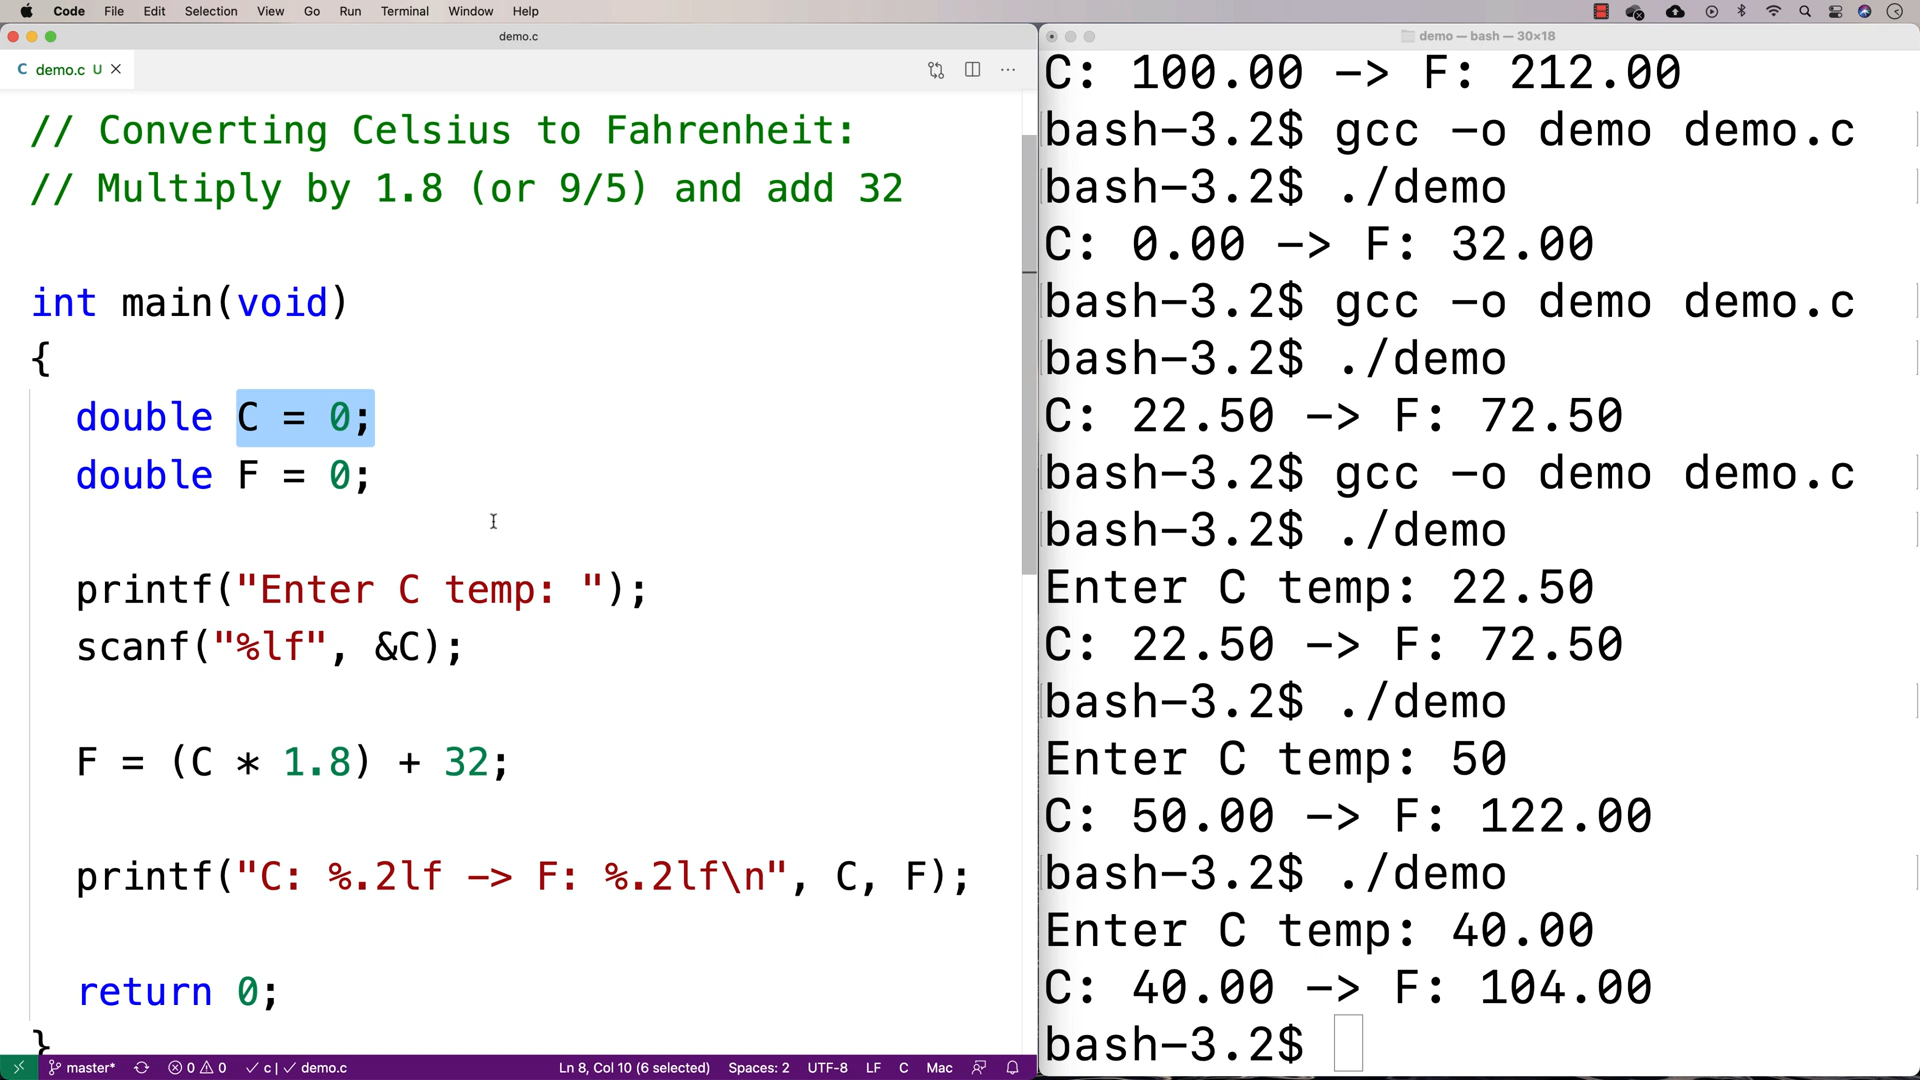 Code File Edit Selection View Go Run Terminal Window Help
demo.c
C demo.c U
// Converting Celsius to Fahrenheit:
// Multiply by 1.8 (or 9/5) and add 32
int main(void)
{
double C = 0;
double F = 0;
printf("Enter C temp: ");
scanf("%lf", &C);
F = (C * 1.8) + 32;
printf("C: %.2lf -> F: %.2lf\n", C, F);
return 0;
}
master* 0 0 c | demo.c Ln 8, Col 10 (6 selected) Spaces: 2 UTF-8 LF C Mac
demo — bash — 30×18
C: 100.00 -> F: 212.00
bash-3.2$ gcc -o demo demo.c
bash-3.2$ ./demo
C: 0.00 -> F: 32.00
bash-3.2$ gcc -o demo demo.c
bash-3.2$ ./demo
C: 22.50 -> F: 72.50
bash-3.2$ gcc -o demo demo.c
bash-3.2$ ./demo
Enter C temp: 22.50
C: 22.50 -> F: 72.50
bash-3.2$ ./demo
Enter C temp: 50
C: 50.00 -> F: 122.00
bash-3.2$ ./demo
Enter C temp: 40.00
C: 40.00 -> F: 104.00
bash-3.2$